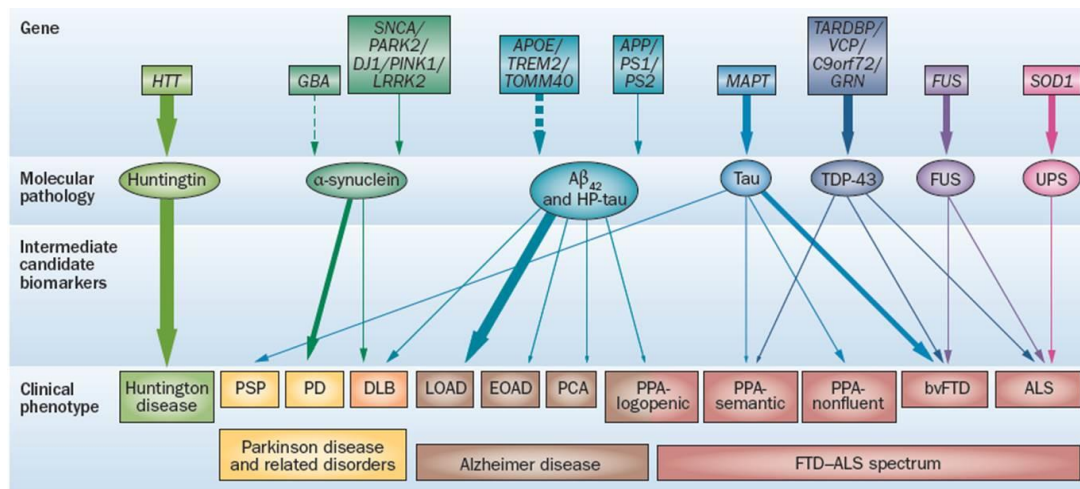 Gene
HTT
GBA
SNCA/
PARK2/
DJ1/PINK1/
LRRK2
APOE/
TREM2/
TOMM40
APP/
PS1/
PS2
MAPT
TARDBP/
VCP/
C9orf72/
GRN
FUS
SOD1
Molecular
pathology
Huntingtin
α-synuclein
Aβ42
and HP-tau
Tau
TDP-43
FUS
UPS
Intermediate
candidate
biomarkers
Clinical
phenotype
Huntington
disease
PSP
PD
DLB
LOAD
EOAD
PCA
PPA-
logopenic
PPA-
semantic
PPA-
nonfluent
bvFTD
ALS
Parkinson disease
and related disorders
Alzheimer disease
FTD–ALS spectrum